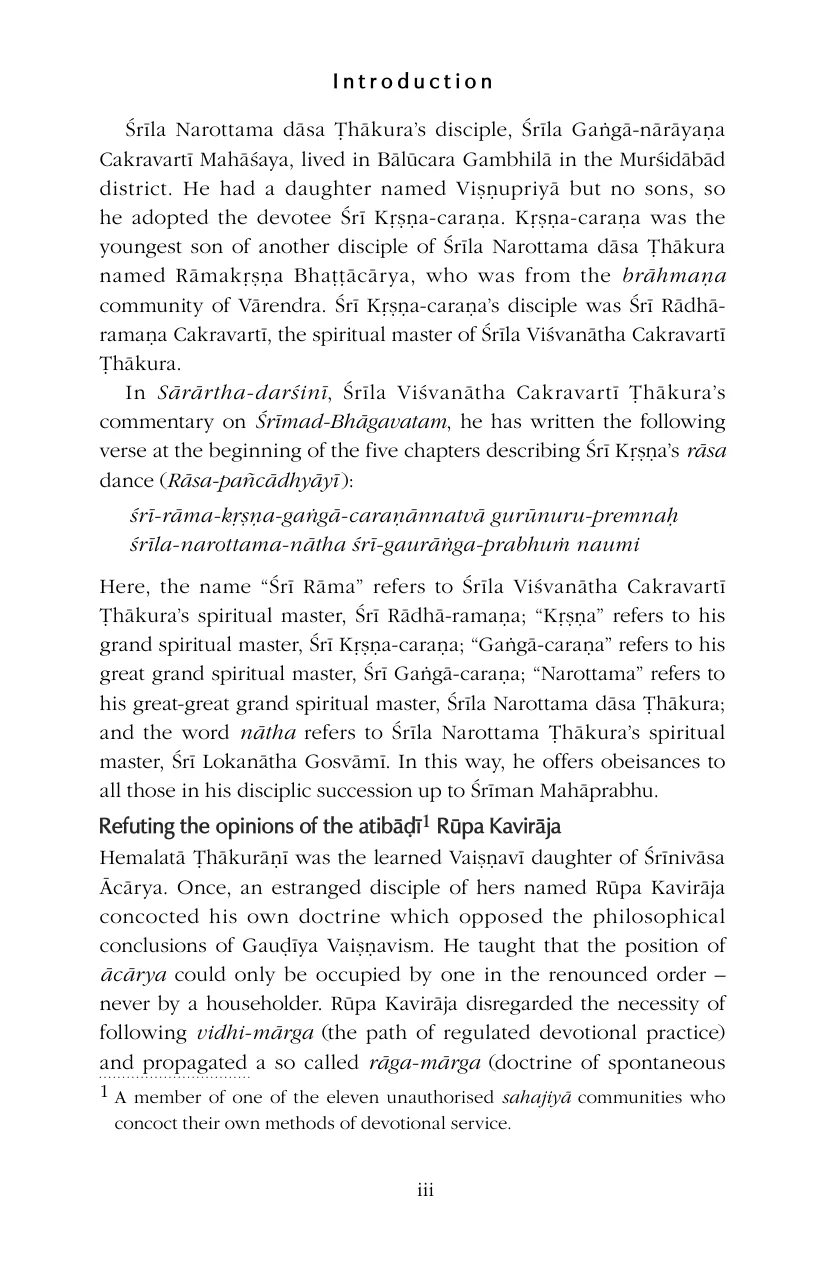 Introduction
Śrīla Narottama dāsa Ṭhākura’s disciple, Śrīla Gaṅgā-nārāyaṇa
Cakravartī Mahāśaya, lived in Bālūcara Gambhilā in the Murśidābād
district. He had a daughter named Viṣṇupriyā but no sons, so
he adopted the devotee Śrī Kṛṣṇa-caraṇa. Kṛṣṇa-caraṇa was the
youngest son of another disciple of Śrīla Narottama dāsa Ṭhākura
named Rāmakṛṣṇa Bhaṭṭācārya, who was from the brāhmaṇa
community of Vārendra. Śrī Kṛṣṇa-caraṇa’s disciple was Śrī Rādhā-
ramaṇa Cakravartī, the spiritual master of Śrīla Viśvanātha Cakravartī
Ṭhākura.
In Sārārtha-darśinī, Śrīla Viśvanātha Cakravartī Ṭhākura’s
commentary on Śrīmad-Bhāgavatam, he has written the following
verse at the beginning of the five chapters describing Śrī Kṛṣṇa’s rāsa
dance (Rāsa-pañcādhyāyī):
śrī-rāma-kṛṣṇa-gaṅgā-caraṇānnatvā gurūnuru-premnaḥ
śrīla-narottama-nātha śrī-gaurāṅga-prabhuṁ naumi
Here, the name “Śrī Rāma” refers to Śrīla Viśvanātha Cakravartī
Ṭhākura’s spiritual master, Śrī Rādhā-ramaṇa; “Kṛṣṇa” refers to his
grand spiritual master, Śrī Kṛṣṇa-caraṇa; “Gaṅgā-caraṇa” refers to his
great grand spiritual master, Śrī Gaṅgā-caraṇa; “Narottama” refers to
his great-great grand spiritual master, Śrīla Narottama dāsa Ṭhākura;
and the word nātha refers to Śrīla Narottama Ṭhākura’s spiritual
master, Śrī Lokanātha Gosvāmī. In this way, he offers obeisances to
all those in his disciplic succession up to Śrīman Mahāprabhu.
Refuting the opinions of the atibāḍī1 Rūpa Kavirāja
Hemalatā Ṭhākurāṇī was the learned Vaiṣṇavī daughter of Śrīnivāsa
Ācārya. Once, an estranged disciple of hers named Rūpa Kavirāja
concocted his own doctrine which opposed the philosophical
conclusions of Gauḍīya Vaiṣṇavism. He taught that the position of
ācārya could only be occupied by one in the renounced order –
never by a householder. Rūpa Kavirāja disregarded the necessity of
following vidhi-mārga (the path of regulated devotional practice)
and propagated a so called rāga-mārga (doctrine of spontaneous
1 A member of one of the eleven unauthorised sahajiyā communities who
concoct their own methods of devotional service.
iii